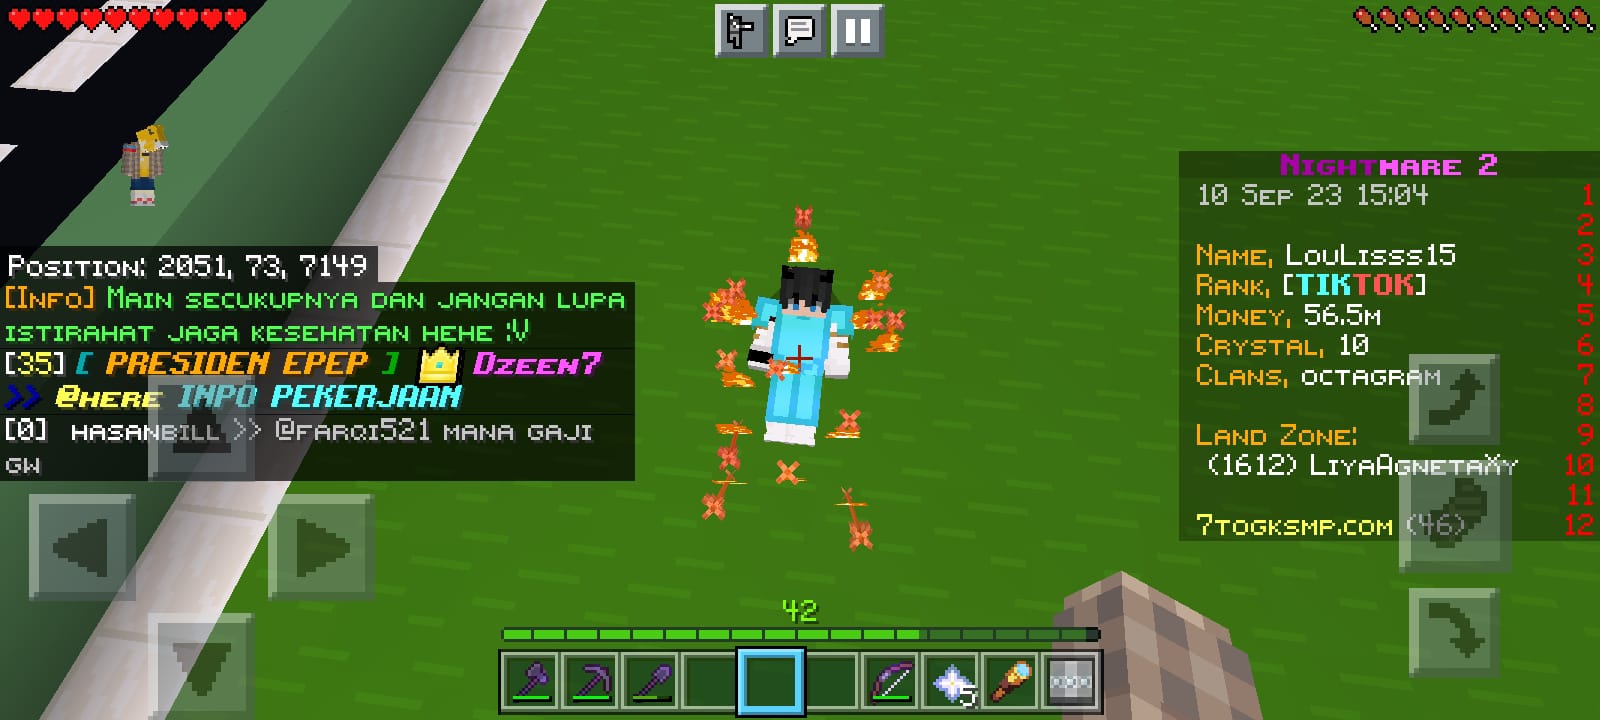 Nightmare 2
10 Sep 23 15:04 1
2
Name, LouLisss15 3
Rank, [TIKTOK] 4
Money, 56.5m 5
Crystal, 10 6
Clans, octagram 7
8
Land Zone: 9
(1612) LiyaAgnetaXy 10
11
7togksmp.com (46) 12
Position: 2051, 73, 7149
[Info] Main secukupnya dan jangan lupa
istirahat jaga kesehatan hehe :V
[35] [ PRESIDEN EPEP ] Dzeen7
>> @here INPO PEKERJAAN
[0] hasanbill >> @farqi521 mana gaji
gw
42
5